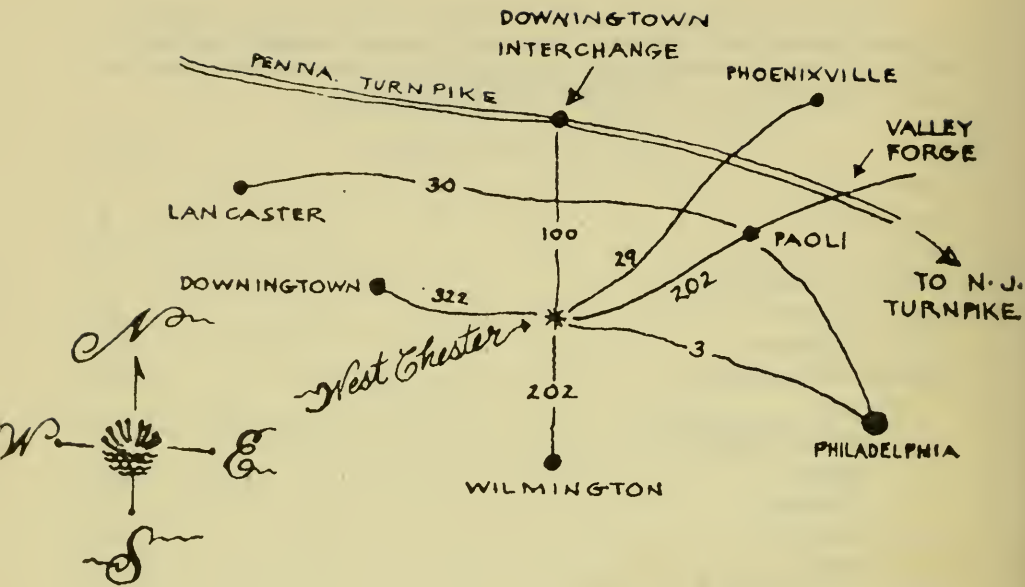 DOWNINGTOWN
INTERCHANGE
PENNA. TURNPIKE
PHOENIXVILLE
VALLEY
FORGE
30
LANCASTER
100
PAOLI
29
202
TO N.J.
TURNPIKE
DOWNINGTOWN
322
West Chester
3
202
N
W
E
S
PHILADELPHIA
WILMINGTON